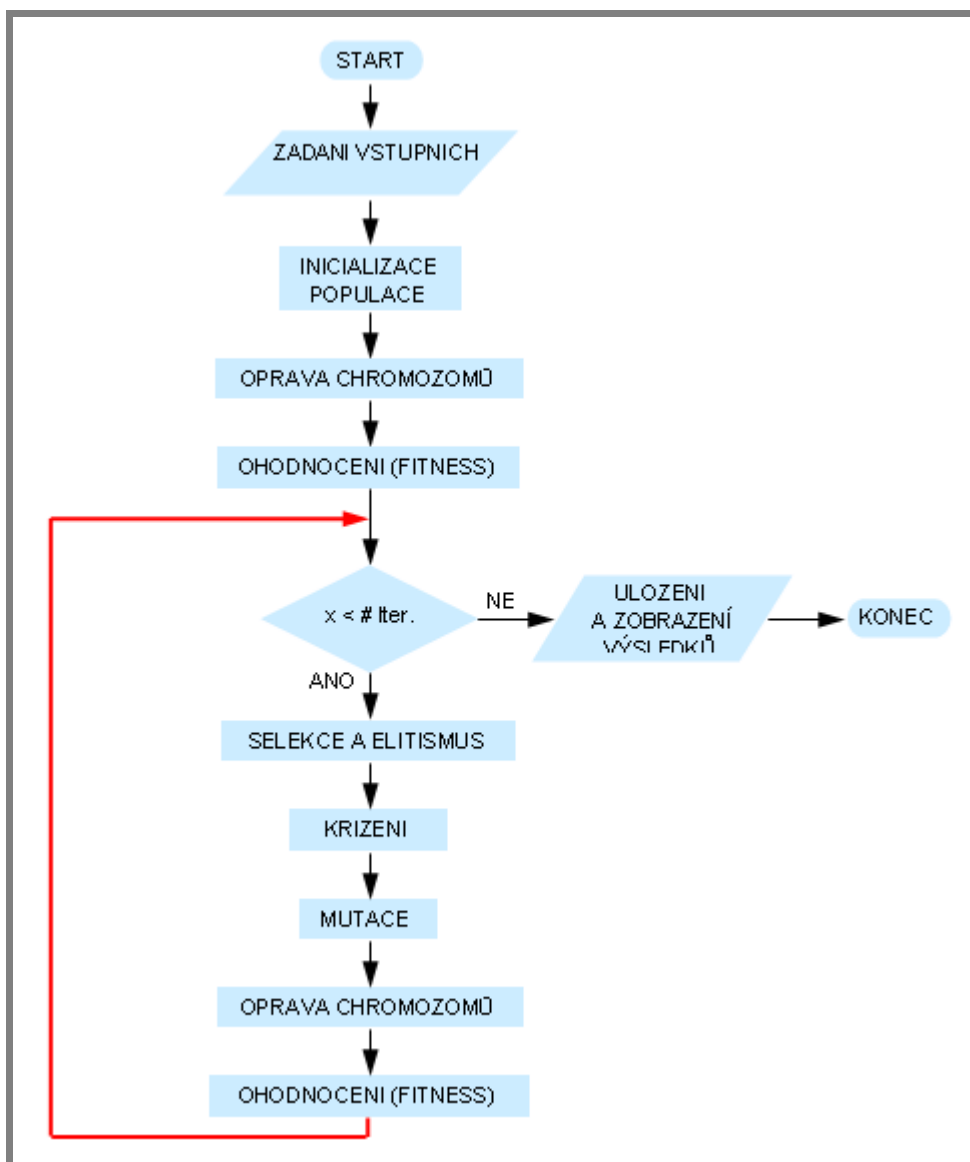 START
ZADANI VSTUPNICH
INICIALIZACE
POPULACE
OPRAVA CHROMOZOMŮ
OHODNOCENI (FITNESS)
x < # Iter.
NE
ULOZENI
A ZOBRAZENÍ
VÝSLEDKŮ
KONEC
ANO
SELEKCE A ELITISMUS
KRIZENI
MUTACE
OPRAVA CHROMOZOMŮ
OHODNOCENI (FITNESS)